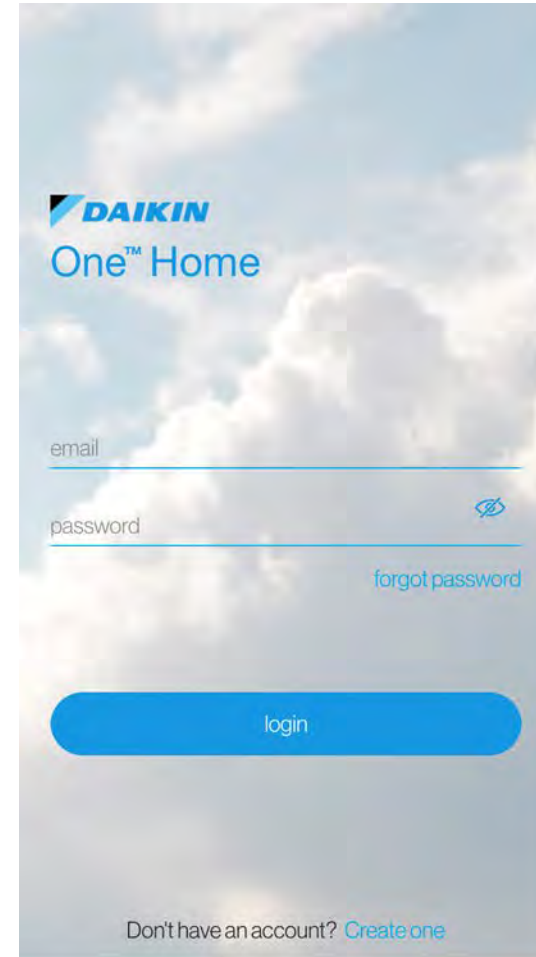 DAIKIN
One™ Home
email
password
forgot password
login
Don't have an account? Create one